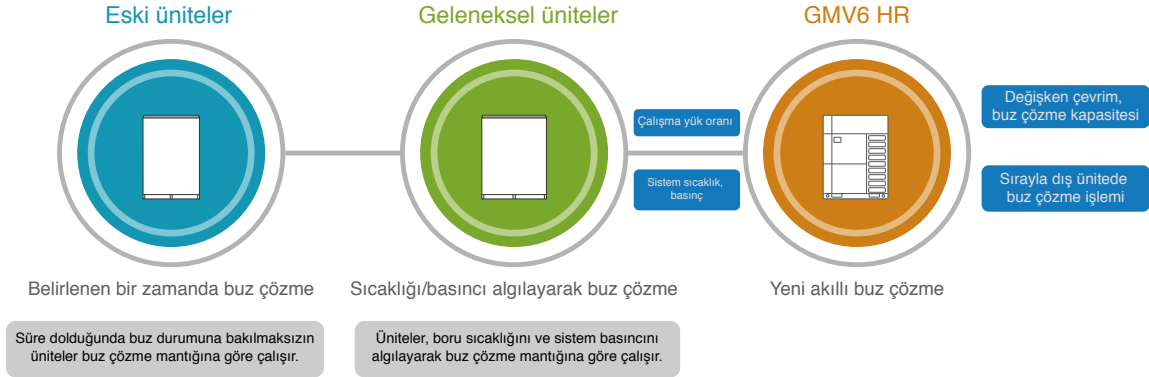 Eski üniteler
Geleneksel üniteler
GMV6 HR
Çalışma yük oranı
Sistem sıcaklık,
basınç
Değişken çevrim,
buz çözme kapasitesi
Sırayla dış ünitede
buz çözme işlemi
Belirlenen bir zamanda buz çözme
Sıcaklığı/basıncı algılayarak buz çözme
Yeni akıllı buz çözme
Süre dolduğunda buz durumuna bakılmaksızın
üniteler buz çözme mantığına göre çalışır.
Üniteler, boru sıcaklığını ve sistem basıncını
algılayarak buz çözme mantığına göre çalışır.